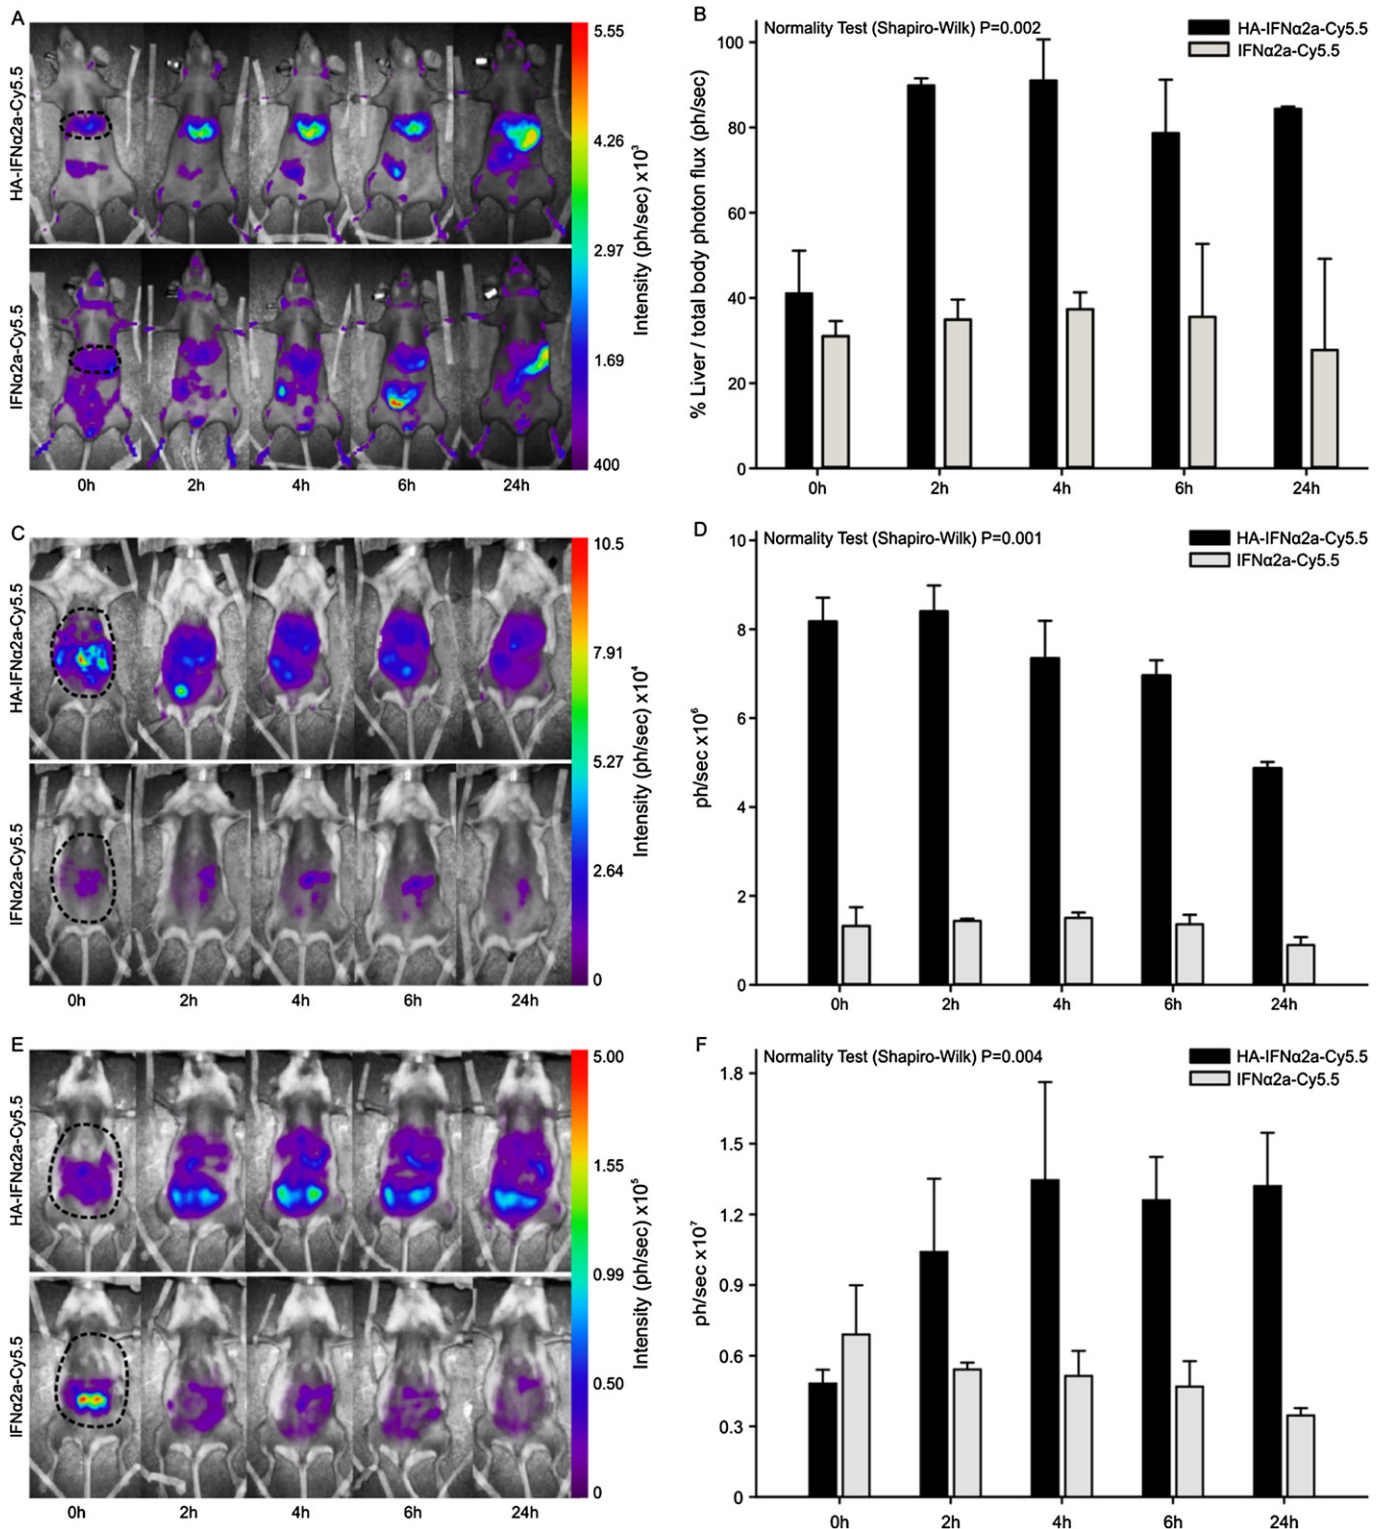 A
HA-IFNα2a-Cy5.5
IFNα2a-Cy5.5
0h 2h 4h 6h 24h
5.55
4.26
2.97
1.69
400
Intensity (ph/sec) x10³
B
Normality Test (Shapiro-Wilk) P=0.002
HA-IFNα2a-Cy5.5
IFNα2a-Cy5.5
% Liver / total body photon flux (ph/sec)
100
80
60
40
20
0
0h 2h 4h 6h 24h
C
HA-IFNα2a-Cy5.5
IFNα2a-Cy5.5
0h 2h 4h 6h 24h
10.5
7.91
5.27
2.64
0
Intensity (ph/sec) x10⁴
D
Normality Test (Shapiro-Wilk) P=0.001
HA-IFNα2a-Cy5.5
IFNα2a-Cy5.5
ph/sec x10⁶
10
8
6
4
2
0
0h 2h 4h 6h 24h
E
HA-IFNα2a-Cy5.5
IFNα2a-Cy5.5
0h 2h 4h 6h 24h
5.00
1.55
0.99
0.50
0
Intensity (ph/sec) x10⁵
F
Normality Test (Shapiro-Wilk) P=0.004
HA-IFNα2a-Cy5.5
IFNα2a-Cy5.5
ph/sec x10⁷
1.8
1.5
1.2
0.9
0.6
0.3
0
0h 2h 4h 6h 24h